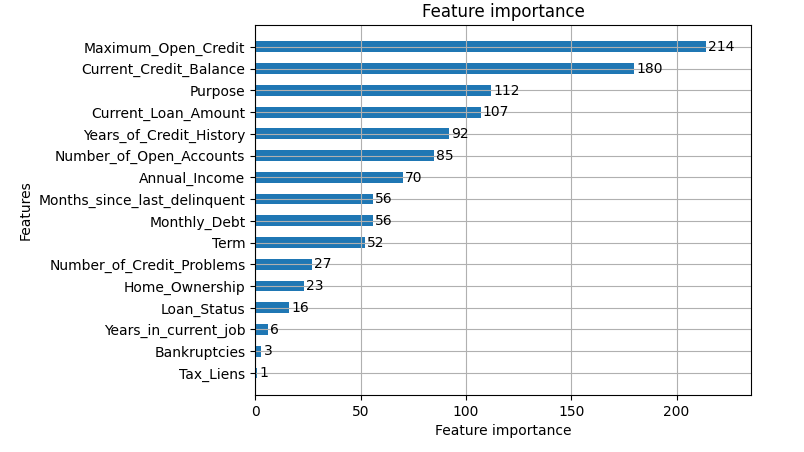 Feature importance
Maximum_Open_Credit 214
Current_Credit_Balance 180
Purpose 112
Current_Loan_Amount 107
Years_of_Credit_History 92
Number_of_Open_Accounts 85
Annual_Income 70
Months_since_last_delinquent 56
Monthly_Debt 56
Term 52
Number_of_Credit_Problems 27
Home_Ownership 23
Loan_Status 16
Years_in_current_job 6
Bankruptcies 3
Tax_Liens 1
Features
0 50 100 150 200
Feature importance